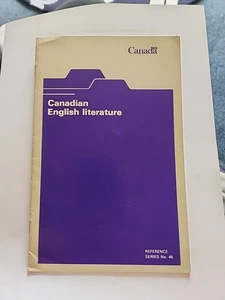 Canada
Canadian
English literature
REFERENCE
SERIES No. 46